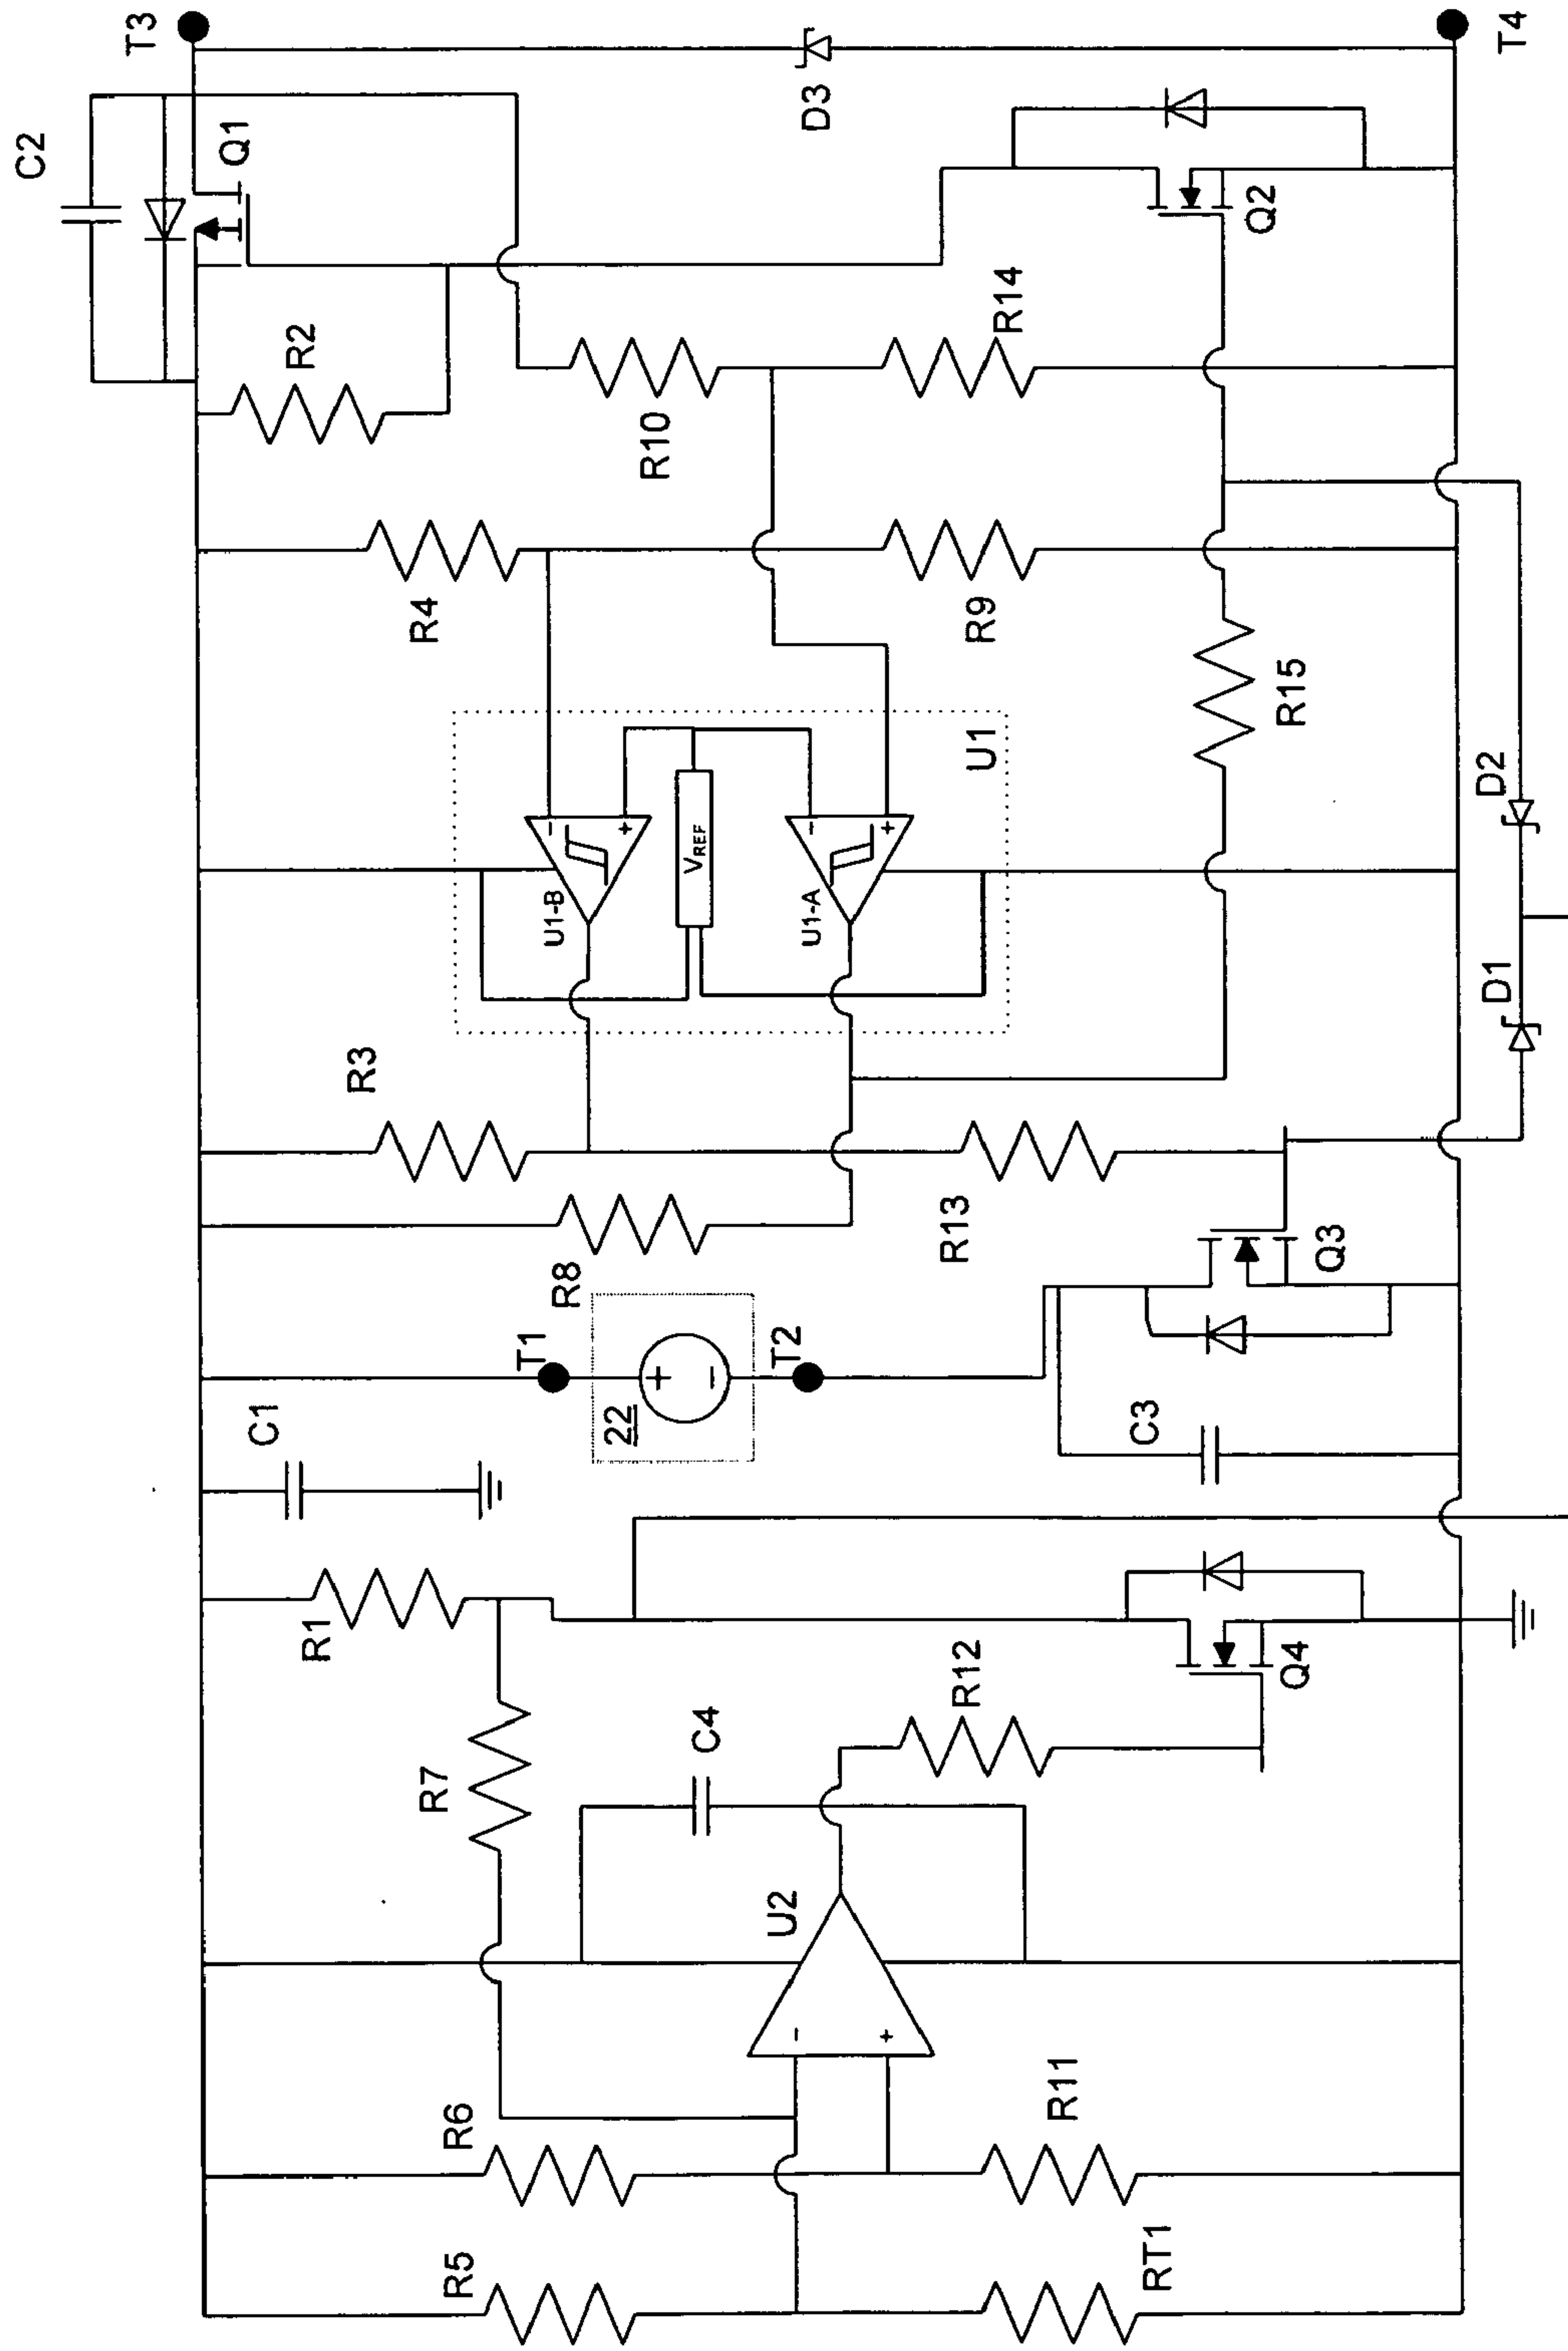 T3
C2
Q1
R2
D3
T4
Q2
R14
R10
R4
R9
R15
U1
U1-B
-
+
VREF
U1-A
-
+
D2
D1
R3
R13
R8
Q3
T1
22
+
-
T2
C1
C3
R1
R12
Q4
C4
R7
U2
-
+
R6
R11
R5
RT1